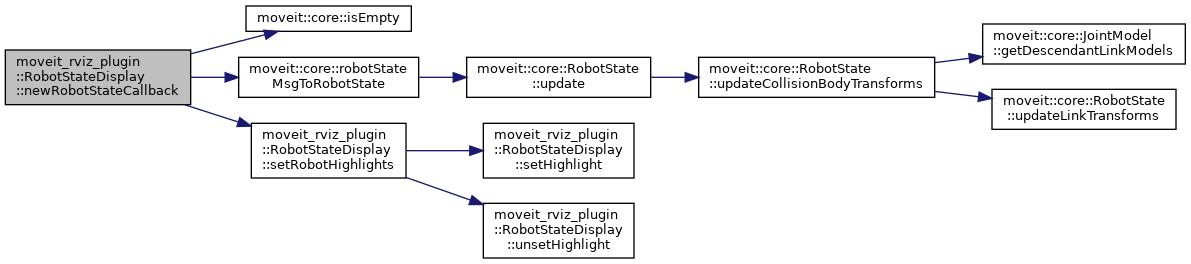 moveit_rviz_plugin
::RobotStateDisplay
::newRobotStateCallback
moveit::core::isEmpty
moveit::core::robotState
MsgToRobotState
moveit_rviz_plugin
::RobotStateDisplay
::setRobotHighlights
moveit::core::RobotState
::update
moveit_rviz_plugin
::RobotStateDisplay
::setHighlight
moveit_rviz_plugin
::RobotStateDisplay
::unsetHighlight
moveit::core::RobotState
::updateCollisionBodyTransforms
moveit::core::JointModel
::getDescendantLinkModels
moveit::core::RobotState
::updateLinkTransforms